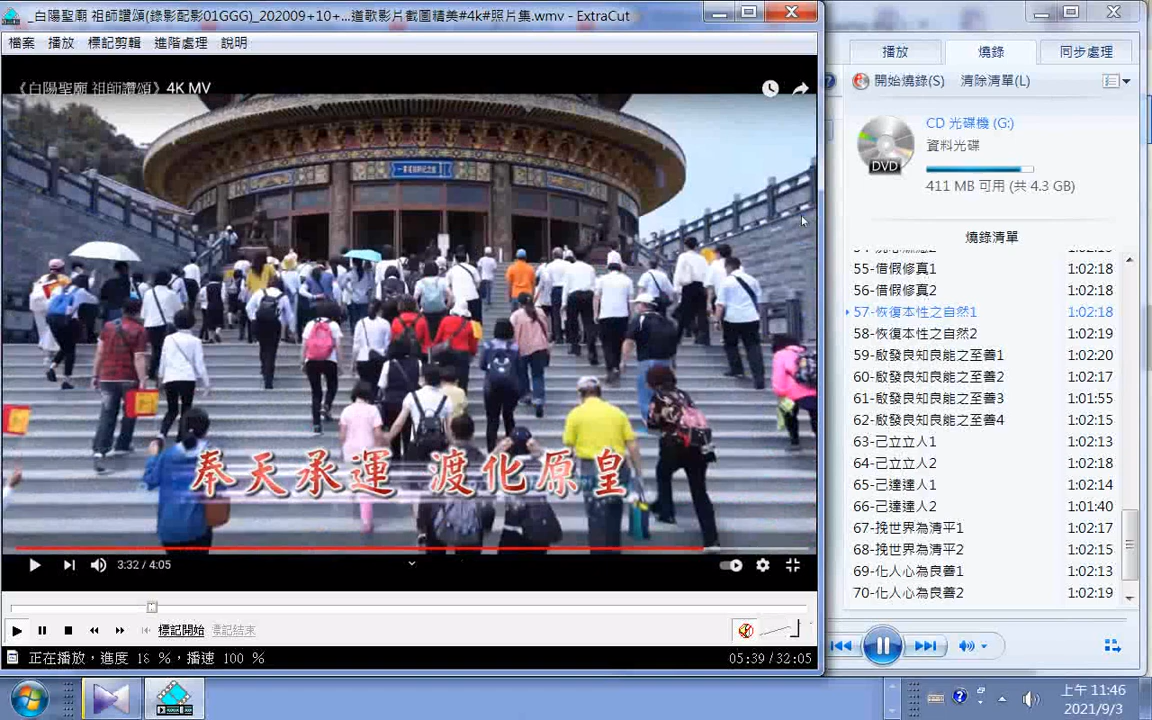 _白陽聖廟 祖師讚頌(錄影配影01GGG)_202009+10+...道歌影片截圖精美#4k#照片集.wmv - ExtraCut
檔案 播放 標記剪輯 進階處理 說明
《白陽聖廟 祖師讚頌》4K MV
奉天承運 渡化原皇
3:32 / 4:05
標記開始 標記結束
正在播放，進度 18 %，播速 100 %
05:39 / 32:05
播放 燒錄 同步處理
開始燒錄(S) 清除清單(L)
DVD
CD 光碟機 (G:)
資料光碟
411 MB 可用 (共 4.3 GB)
燒錄清單
55-借假修真1 1:02:18
56-借假修真2 1:02:18
57-恢復本性之自然1 1:02:18
58-恢復本性之自然2 1:02:19
59-啟發良知良能之至善1 1:02:20
60-啟發良知良能之至善2 1:02:17
61-啟發良知良能之至善3 1:01:55
62-啟發良知良能之至善4 1:02:15
63-己立立人1 1:02:13
64-己立立人2 1:02:18
65-己達達人1 1:02:14
66-己達達人2 1:01:40
67-挽世界為清平1 1:02:17
68-挽世界為清平2 1:02:15
69-化人心為良善1 1:02:13
70-化人心為良善2 1:02:19
上午 11:46
2021/9/3